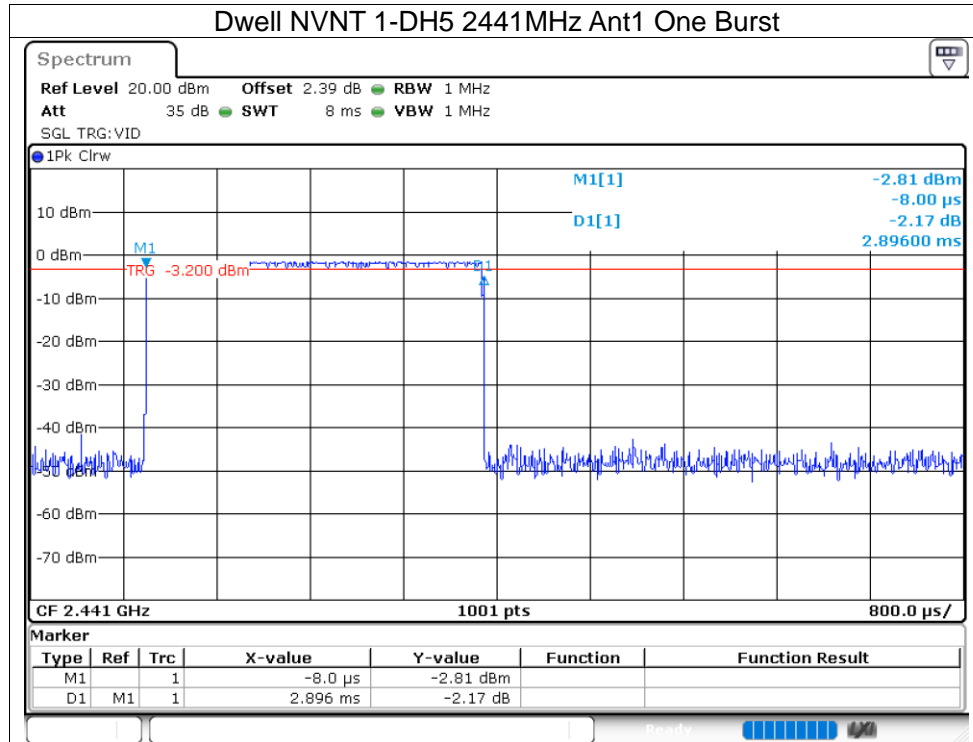 Dwell NVNT 1-DH5 2441MHz Ant1 One Burst
Spectrum
Ref Level 20.00 dBm Offset 2.39 dB RBW 1 MHz
Att 35 dB SWT 8 ms VBW 1 MHz
SGL TRG:VID
1Pk Clrw
M1[1] -2.81 dBm
-8.00 µs
10 dBm
D1[1] -2.17 dB
2.89600 ms
0 dBm
M1
TRG -3.200 dBm
D1
-10 dBm
-20 dBm
-30 dBm
-40 dBm
-50 dBm
-60 dBm
-70 dBm
CF 2.441 GHz 1001 pts 800.0 µs/
Marker
Type Ref Trc X-value Y-value Function Function Result
M1 1 -8.0 µs -2.81 dBm
D1 M1 1 2.896 ms -2.17 dB
Ready LXI